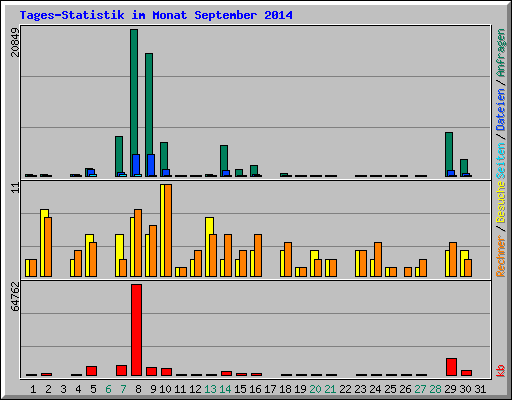 Tages-Statistik im Monat September 2014
20849
11
64762
Rechner / Besuche Seiten / Dateien / Anfragen
kb
1 2 3 4 5 6 7 8 9 10 11 12 13 14 15 16 17 18 19 20 21 22 23 24 25 26 27 28 29 30 31